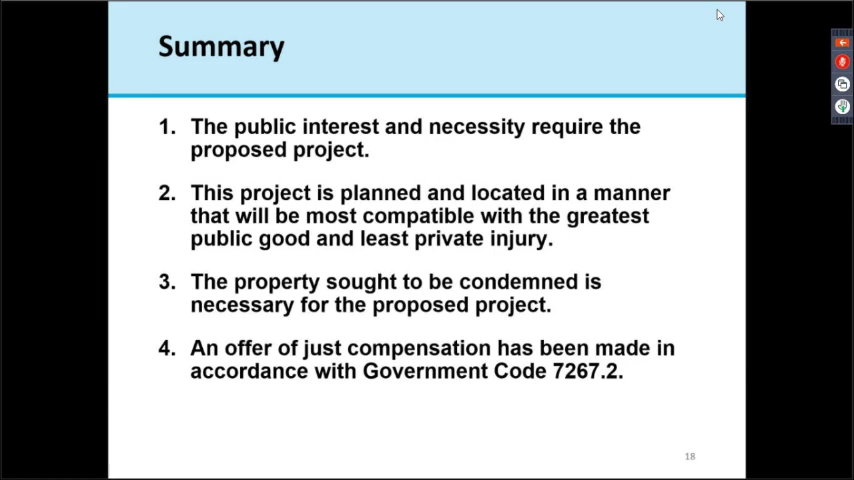 Summary
1. The public interest and necessity require the
proposed project.
2. This project is planned and located in a manner
that will be most compatible with the greatest
public good and least private injury.
3. The property sought to be condemned is
necessary for the proposed project.
4. An offer of just compensation has been made in
accordance with Government Code 7267.2.
18